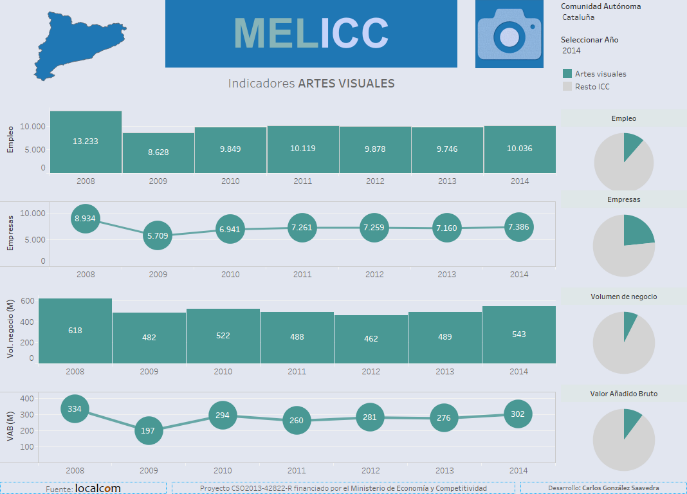 MELICC
Comunidad Autónoma
Cataluña
Seleccionar Año
2014
Artes visuales
Resto ICC
Indicadores ARTES VISUALES
Empleo
10.000
5.000
0
13.233
8.628
9.849
10.119
9.878
9.746
10.036
2008 2009 2010 2011 2012 2013 2014
Empleo
Empresas
10.000
5.000
0
8.934
5.709
6.941
7.261
7.259
7.160
7.386
2008 2009 2010 2011 2012 2013 2014
Empresas
Vol. negocio (M)
600
400
200
0
618
482
522
488
462
489
543
2008 2009 2010 2011 2012 2013 2014
Volumen de negocio
VAB (M)
400
300
200
100
334
197
294
260
281
276
302
2008 2009 2010 2011 2012 2013 2014
Valor Añadido Bruto
Fuente: localcom
Proyecto CSO2013-42822-R financiado por el Ministerio de Economía y Competitividad
Desarrollo: Carlos González Saavedra